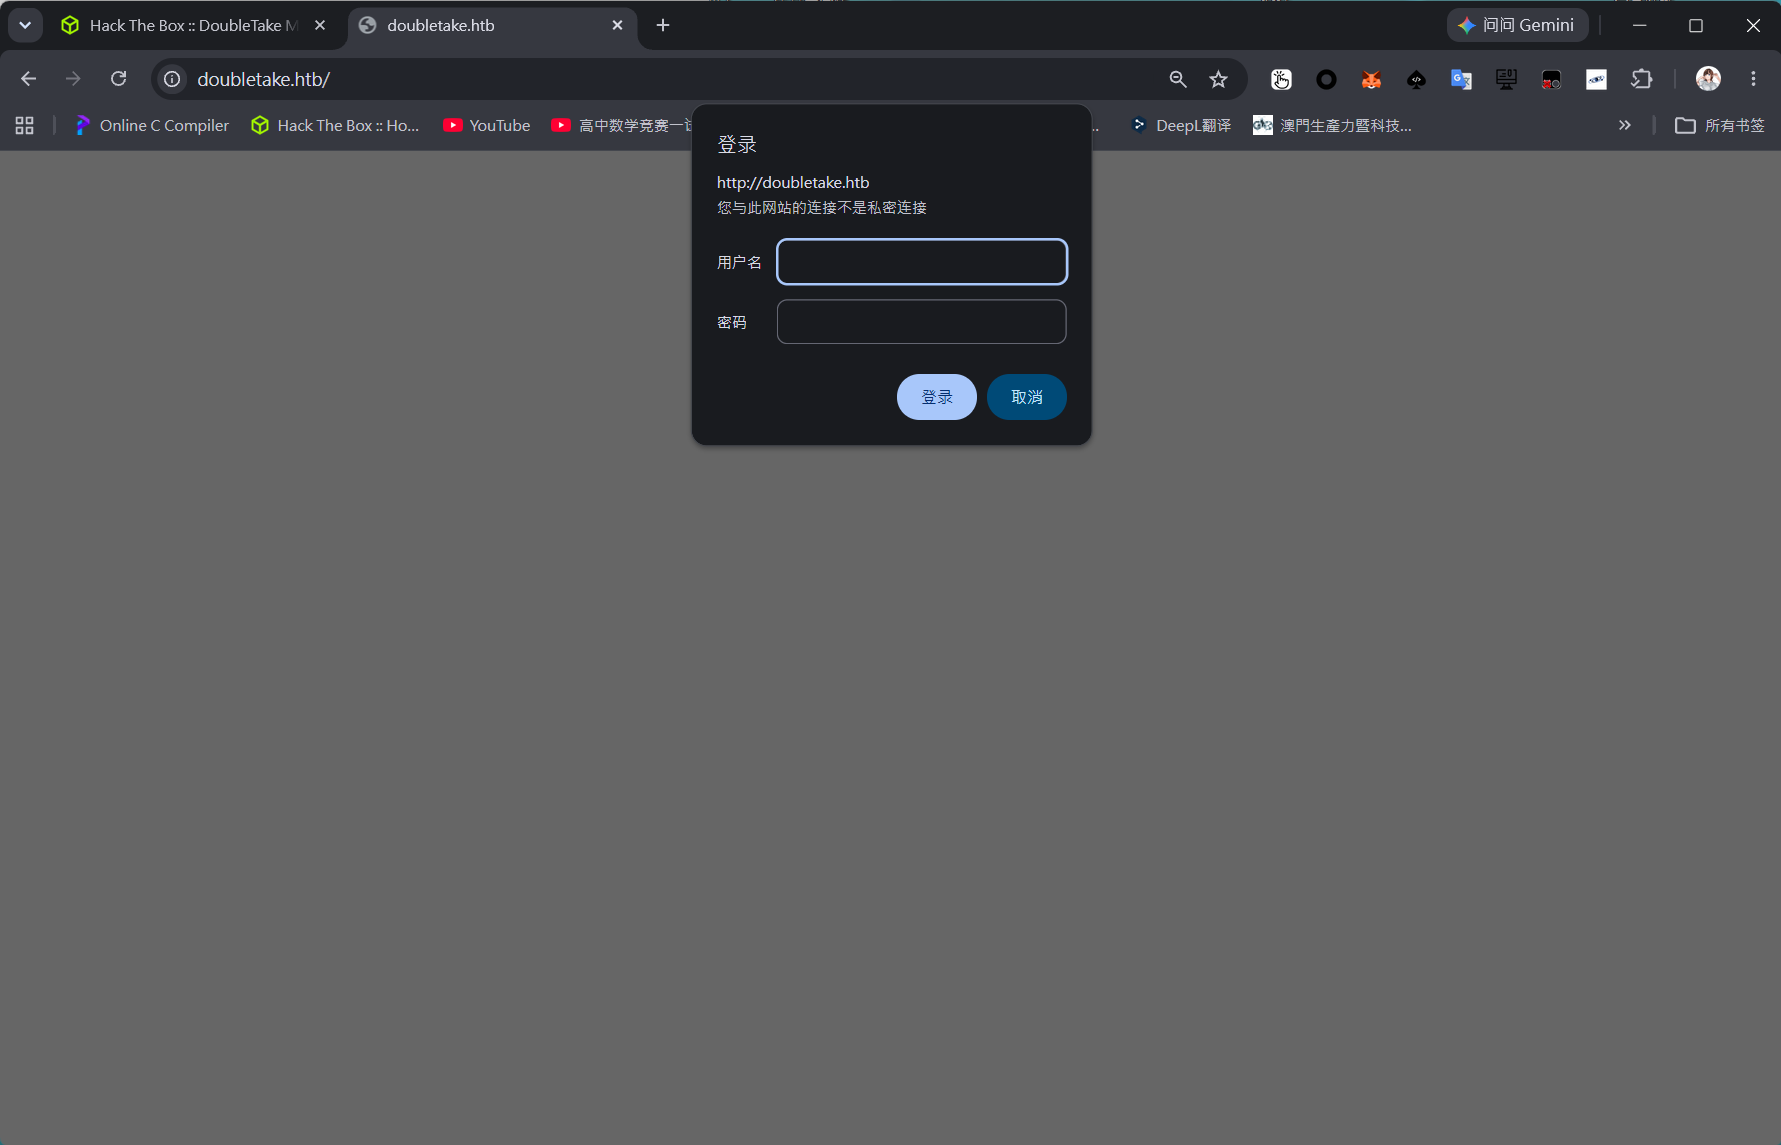 Hack The Box :: DoubleTake M
doubletake.htb
问问 Gemini
doubletake.htb/
Online C Compiler
Hack The Box :: Ho...
YouTube
高中数学竞赛一试
...
DeepL翻译
澳門生產力暨科技...
所有书签
登录
http://doubletake.htb
您与此网站的连接不是私密连接
用户名
密码
登录
取消